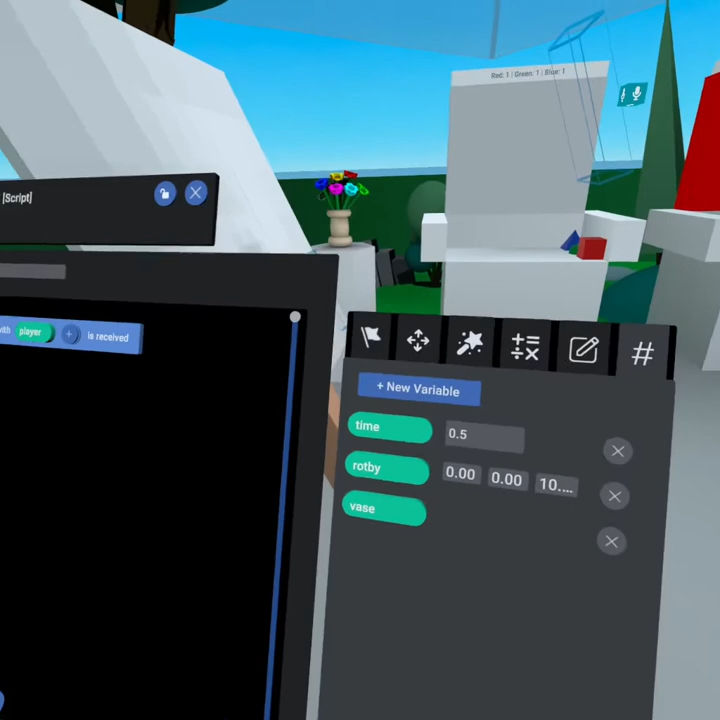 Red: 1 | Green: 1 | Blue: 1
[Script]
with player + is received
#
+ New Variable
time 0.5
rotby 0.00 0.00 10....
vase